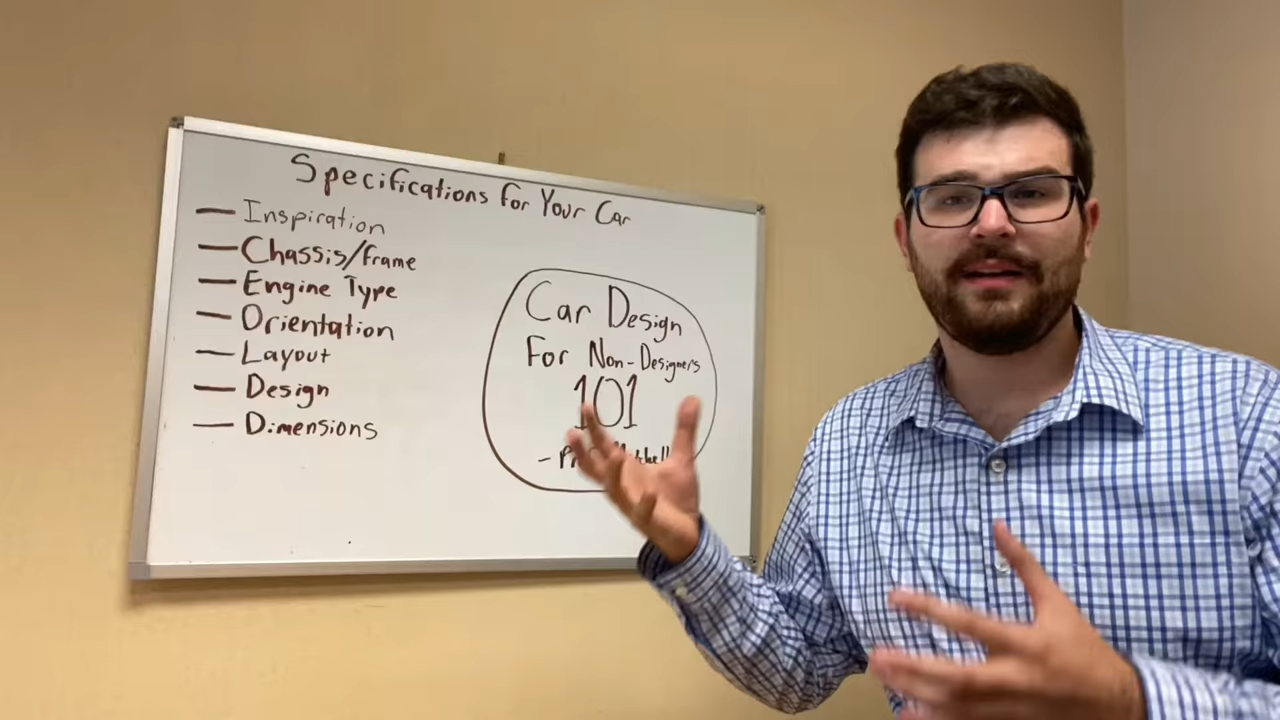 Specifications For Your Car
— Inspiration
— Chassis/Frame
— Engine Type
— Orientation
— Layout
— Design
— Dimensions
Car Design
For Non-Designers
101